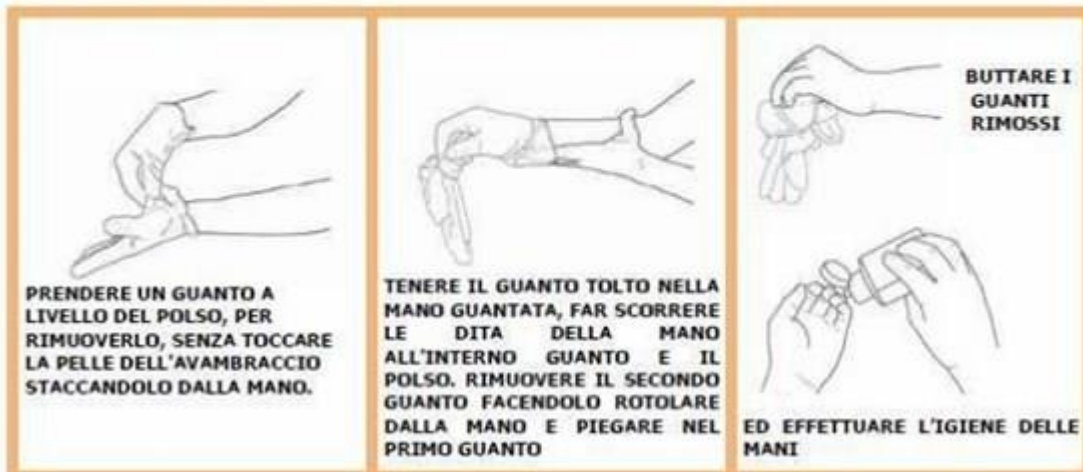 PRENDERE UN GUANTO A
LIVELLO DEL POLSO, PER
RIMUOVERLO, SENZA TOCCARE
LA PELLE DELL'AVAMBRACCIO
STACCANDOLO DALLA MANO.
TENERE IL GUANTO TOLTO NELLA
MANO GUANTATA, FAR SCORRERE
LE DITA DELLA MANO
ALL'INTERNO GUANTO E IL
POLSO. RIMUOVERE IL SECONDO
GUANTO FACENDOLO ROTOLARE
DALLA MANO E PIEGARE NEL
PRIMO GUANTO
BUTTARE I
GUANTI
RIMOSSI
ED EFFETTUARE L'IGIENE DELLE
MANI